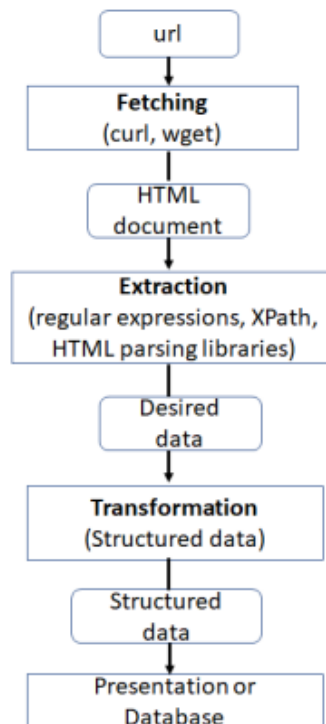 url
Fetching
(curl, wget)
HTML
document
Extraction
(regular expressions, XPath,
HTML parsing libraries)
Desired
data
Transformation
(Structured data)
Structured
data
Presentation or
Database